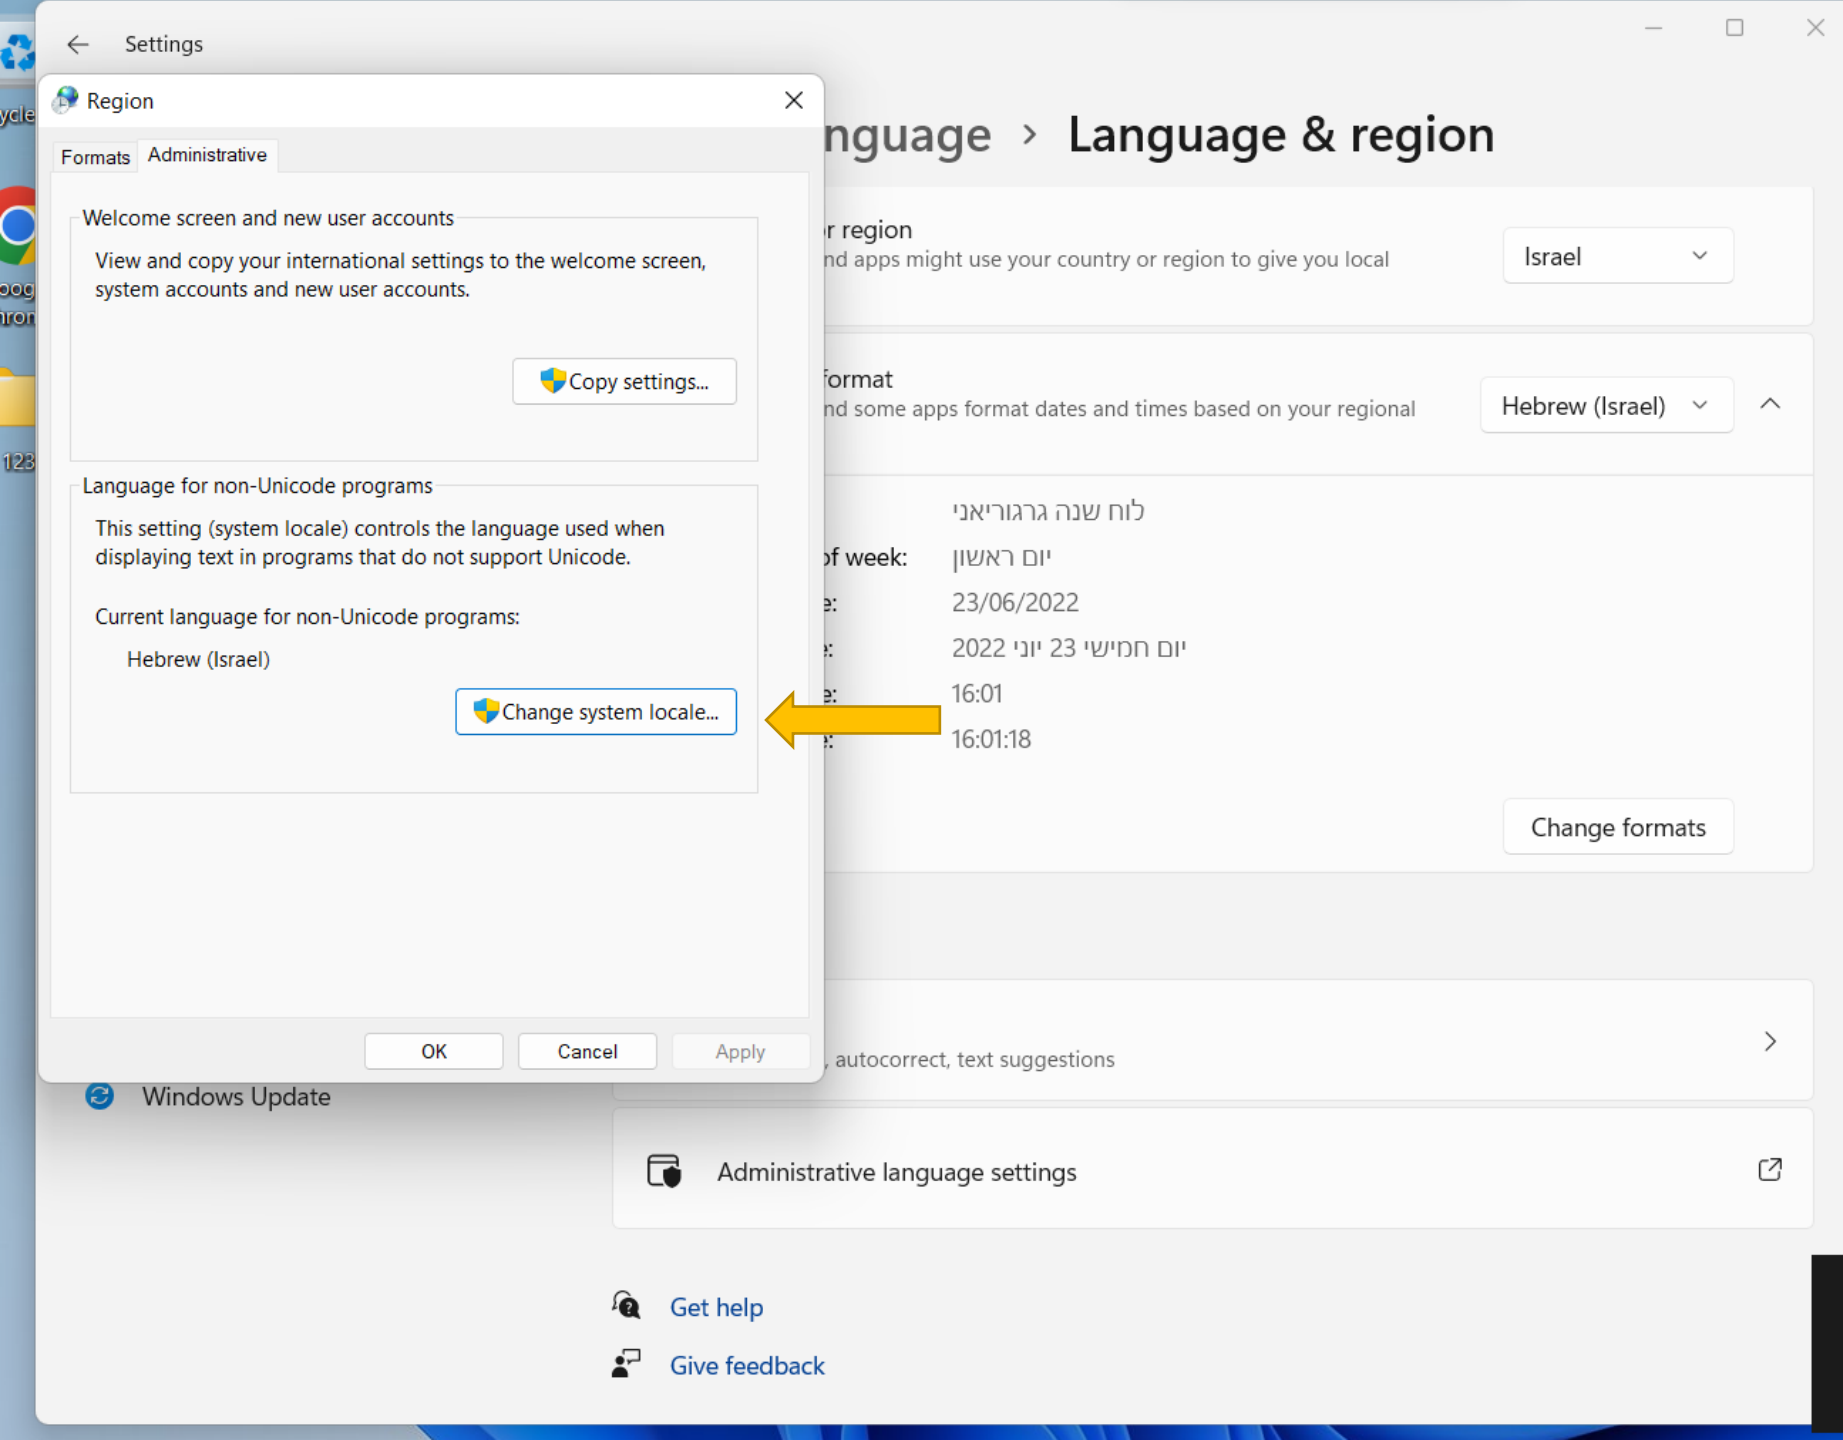 Settings
Region
Formats
Administrative
Welcome screen and new user accounts
View and copy your international settings to the welcome screen,
system accounts and new user accounts.
Copy settings...
Language for non-Unicode programs
This setting (system locale) controls the language used when
displaying text in programs that do not support Unicode.
Current language for non-Unicode programs:
Hebrew (Israel)
Change system locale...
OK
Cancel
Apply
Windows Update
nguage › Language & region
r region
nd apps might use your country or region to give you local
Israel
format
nd some apps format dates and times based on your regional
Hebrew (Israel)
לוח שנה גרגוריאני
of week:
יום ראשון
e:
23/06/2022
e:
יום חמישי 23 יוני 2022
e:
16:01
e:
16:01:18
Change formats
, autocorrect, text suggestions
Administrative language settings
Get help
Give feedback
ycle
oog
hron
123